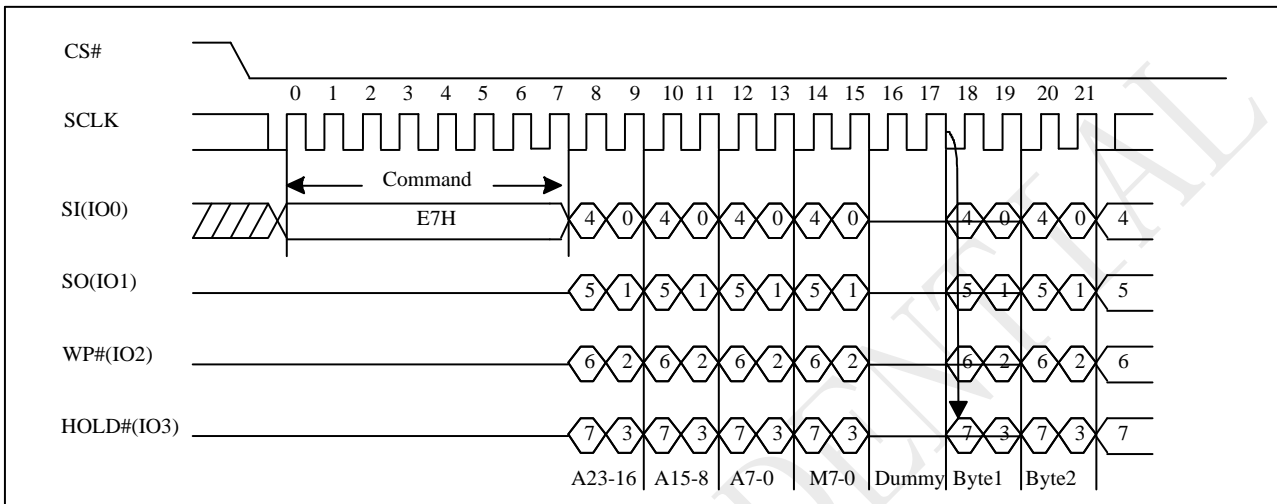 CS#
0 1 2 3 4 5 6 7 8 9 10 11 12 13 14 15 16 17 18 19 20 21
SCLK
Command
SI(IO0)
E7H 4 0 4 0 4 0 4 0 4 0 4 0 4
SO(IO1)
5 1 5 1 5 1 5 1 5 1 5 1 5
WP#(IO2)
6 2 6 2 6 2 6 2 6 2 6 2 6
HOLD#(IO3)
7 3 7 3 7 3 7 3 7 3 7 3 7
A23-16 A15-8 A7-0 M7-0 Dummy Byte1 Byte2
DENTIAL